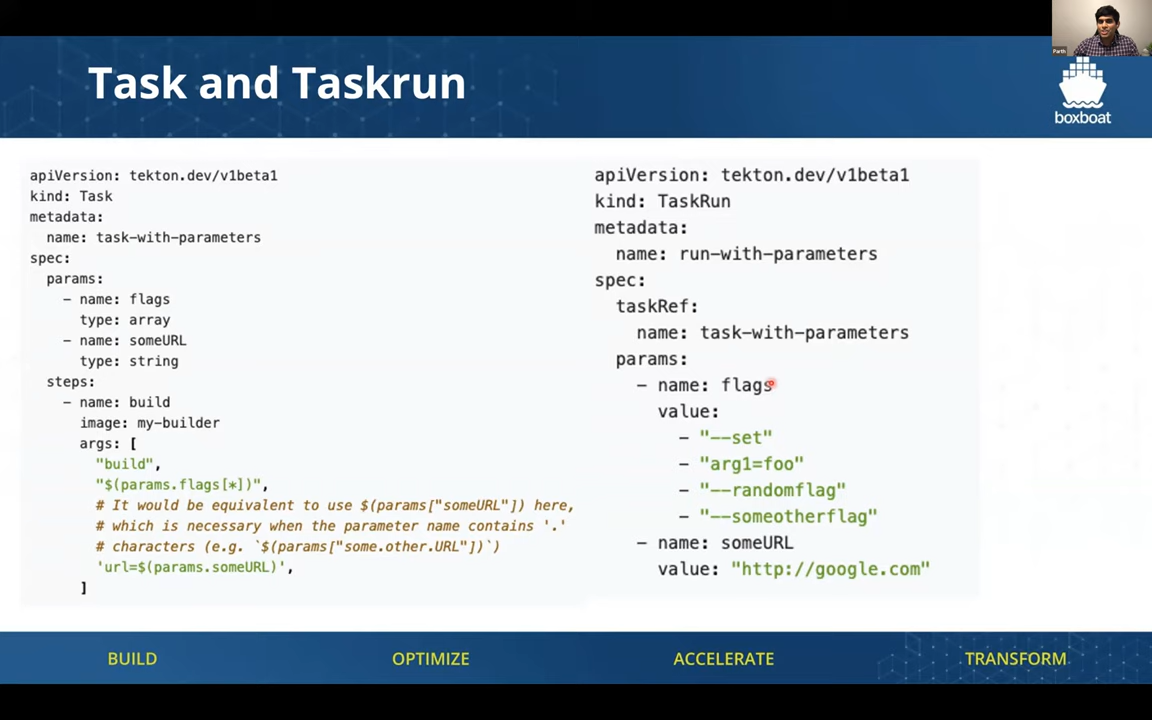 Parth
Task and Taskrun
boxboat
apiVersion: tekton.dev/v1beta1
kind: Task
metadata:
  name: task-with-parameters
spec:
  params:
    - name: flags
      type: array
    - name: someURL
      type: string
  steps:
    - name: build
      image: my-builder
      args: [
        "build",
        "$(params.flags[*])",
        # It would be equivalent to use $(params["someURL"]) here,
        # which is necessary when the parameter name contains '.'
        # characters (e.g. `$(params["some.other.URL"])`)
        'url=$(params.someURL)',
      ]
apiVersion: tekton.dev/v1beta1
kind: TaskRun
metadata:
  name: run-with-parameters
spec:
  taskRef:
    name: task-with-parameters
  params:
    - name: flags
      value:
        - "--set"
        - "arg1=foo"
        - "--randomflag"
        - "--someotherflag"
    - name: someURL
      value: "http://google.com"
BUILD
OPTIMIZE
ACCELERATE
TRANSFORM